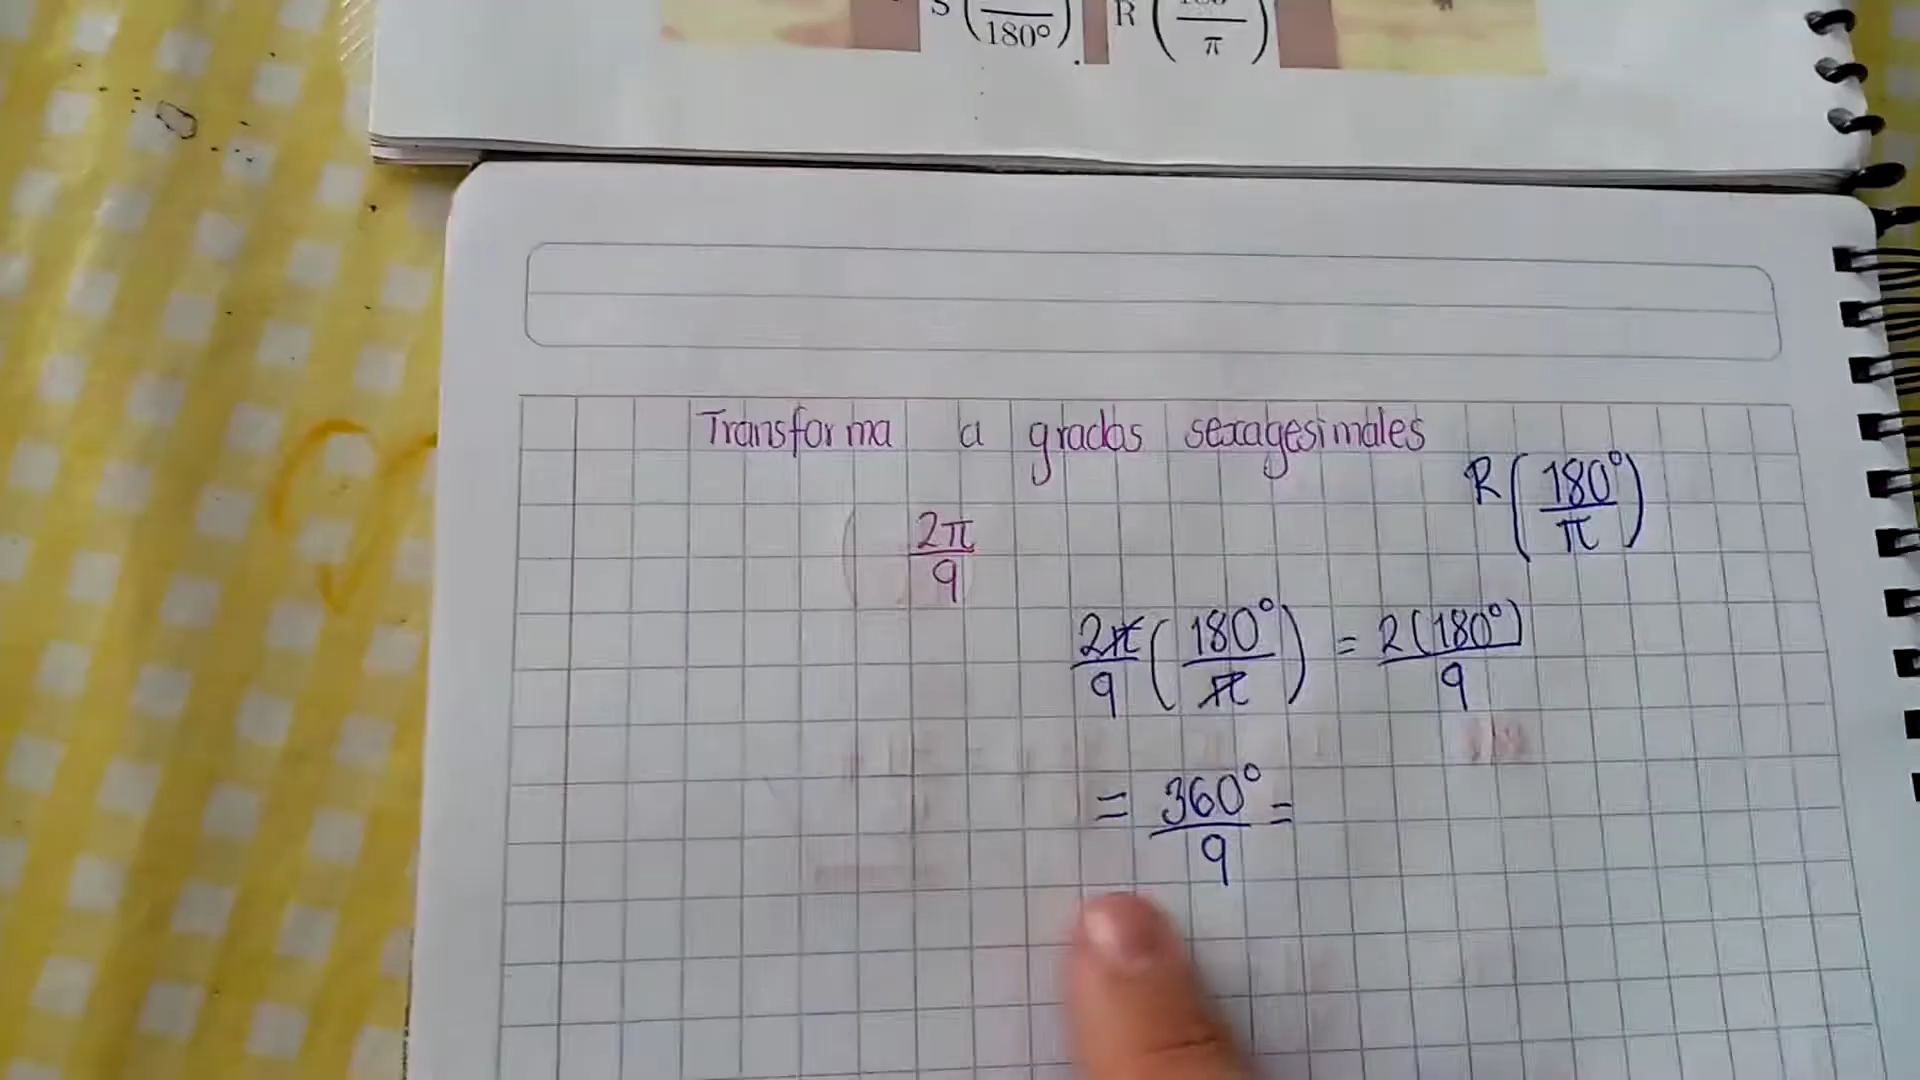 S ( / 180°). R ( / π)
Transforma a grados sexagesimales
R (180° / π)
2π / 9
2π / 9 (180° / π) = 2(180°) / 9
= 360° / 9 =